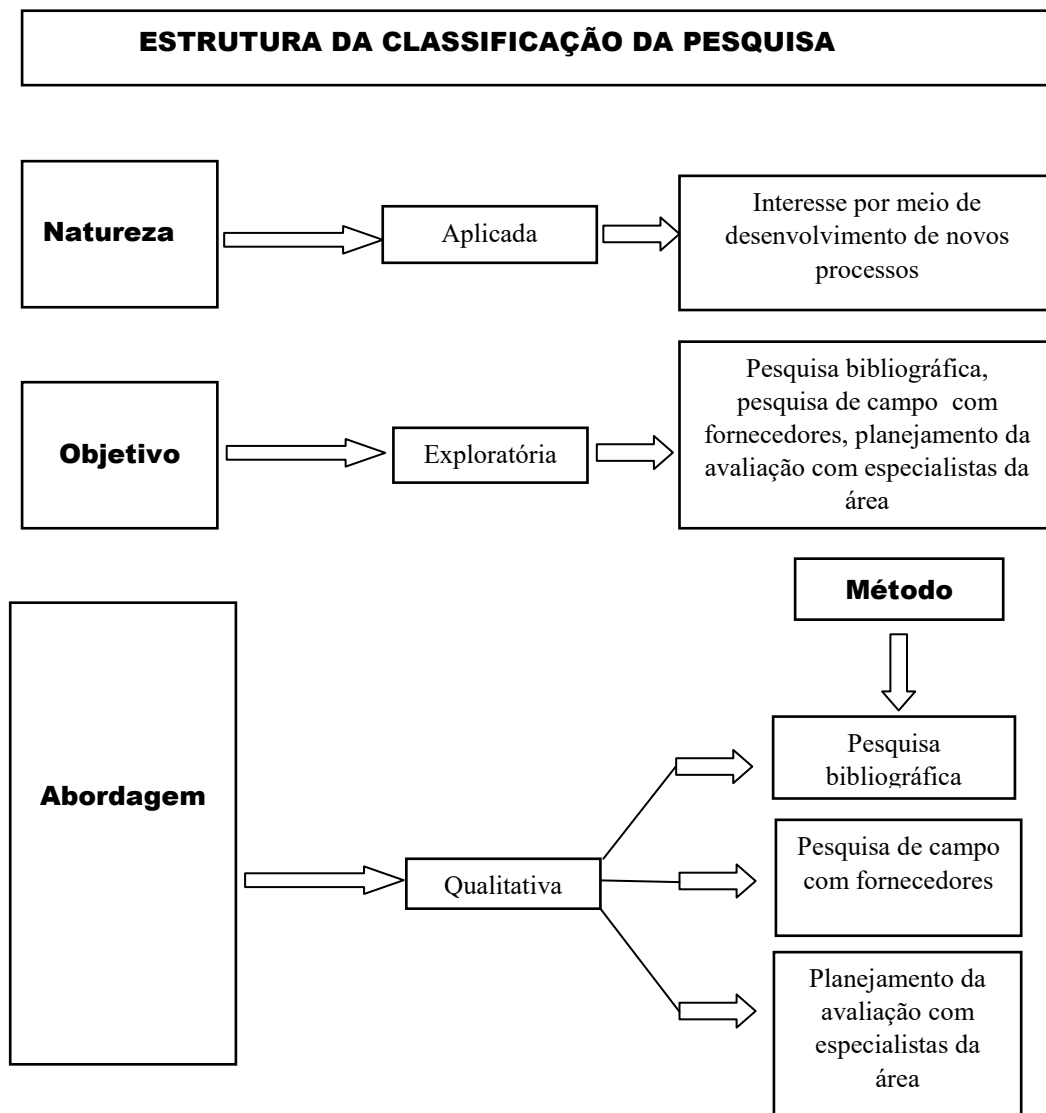 ESTRUTURA DA CLASSIFICAÇÃO DA PESQUISA
Natureza
Aplicada
Interesse por meio de
desenvolvimento de novos
processos
Objetivo
Exploratória
Pesquisa bibliográfica,
pesquisa de campo com
fornecedores, planejamento da
avaliação com especialistas da
área
Método
Abordagem
Qualitativa
Pesquisa
bibliográfica
Pesquisa de campo
com fornecedores
Planejamento da
avaliação com
especialistas da
área